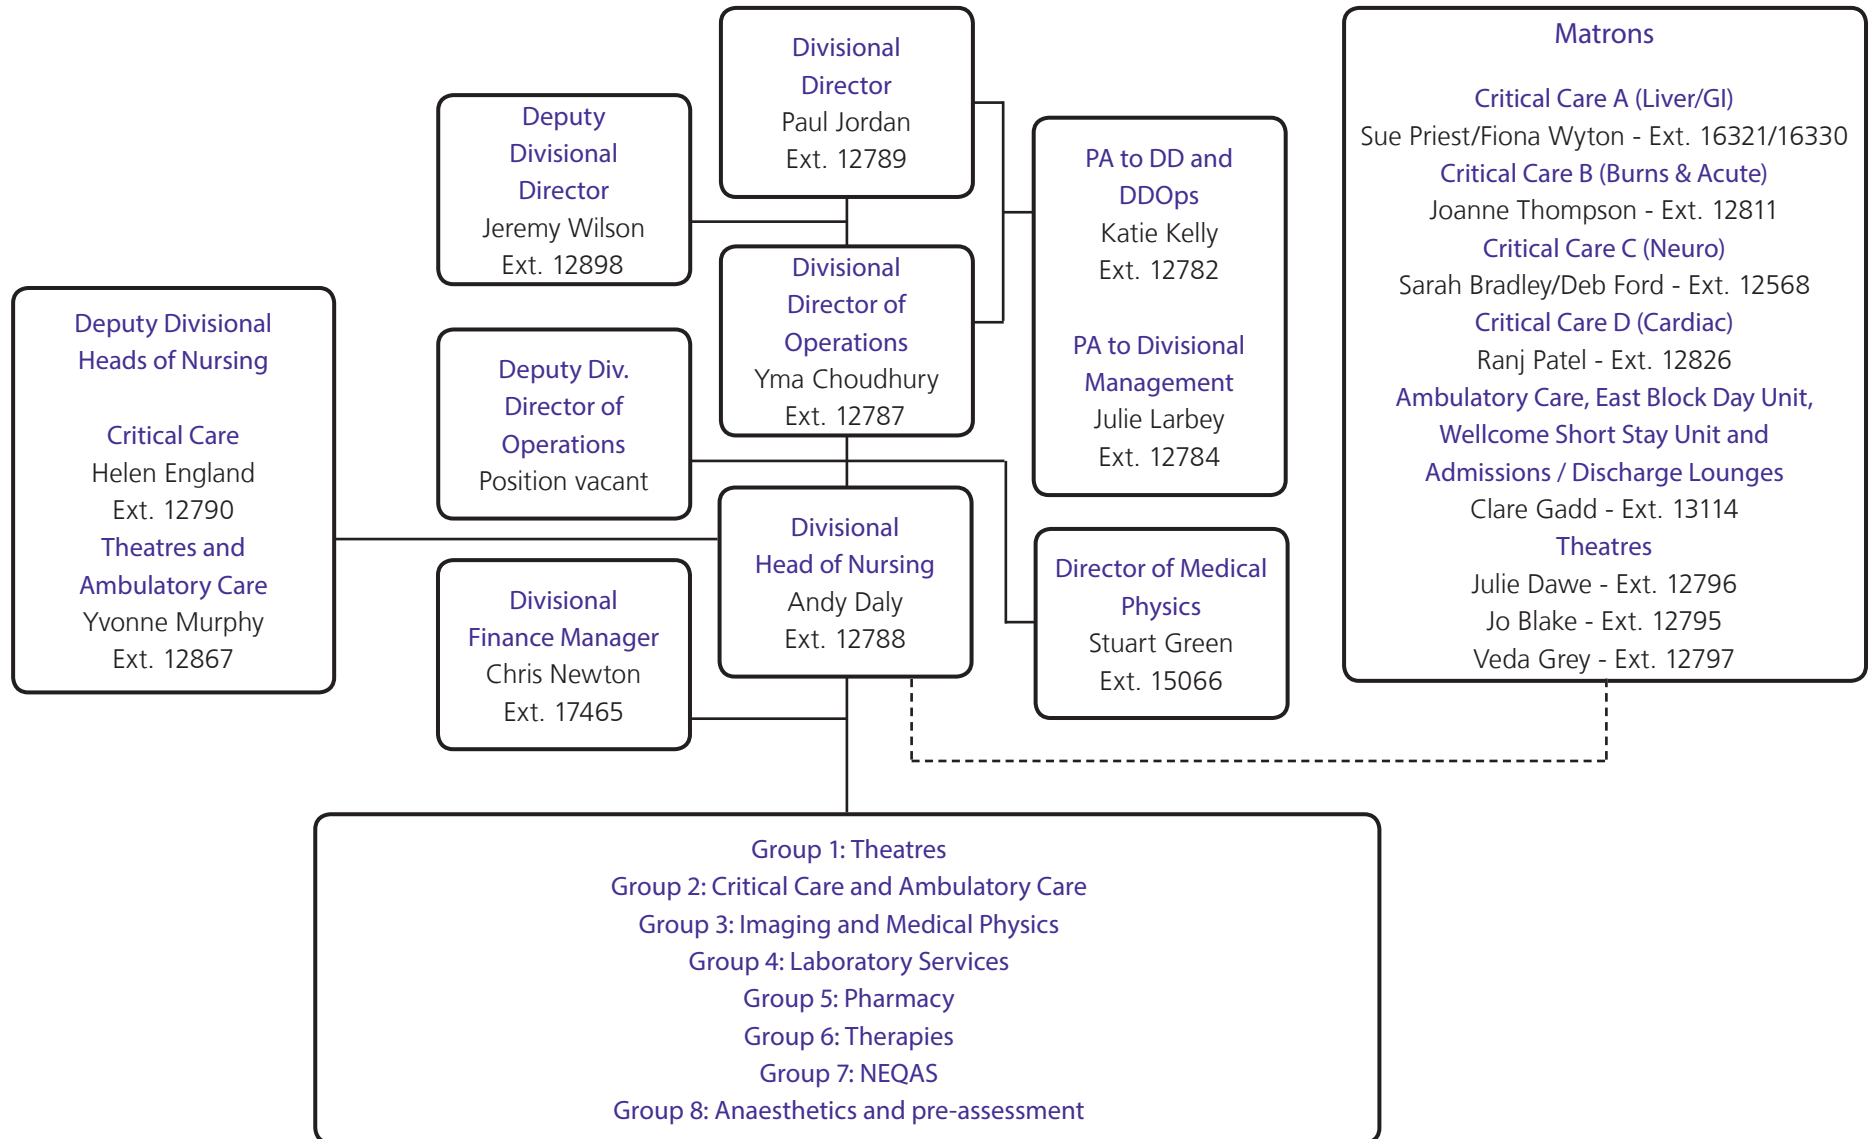 Divisional
Director
Paul Jordan
Ext. 12789
Deputy
Divisional
Director
Jeremy Wilson
Ext. 12898
PA to DD and
DDOps
Katie Kelly
Ext. 12782
PA to Divisional
Management
Julie Larbey
Ext. 12784
Divisional
Director of
Operations
Yma Choudhury
Ext. 12787
Deputy Divisional
Heads of Nursing
Critical Care
Helen England
Ext. 12790
Theatres and
Ambulatory Care
Yvonne Murphy
Ext. 12867
Deputy Div.
Director of
Operations
Position vacant
Divisional
Head of Nursing
Andy Daly
Ext. 12788
Divisional
Finance Manager
Chris Newton
Ext. 17465
Director of Medical
Physics
Stuart Green
Ext. 15066
Matrons
Critical Care A (Liver/GI)
Sue Priest/Fiona Wyton - Ext. 16321/16330
Critical Care B (Burns & Acute)
Joanne Thompson - Ext. 12811
Critical Care C (Neuro)
Sarah Bradley/Deb Ford - Ext. 12568
Critical Care D (Cardiac)
Ranj Patel - Ext. 12826
Ambulatory Care, East Block Day Unit,
Wellcome Short Stay Unit and
Admissions / Discharge Lounges
Clare Gadd - Ext. 13114
Theatres
Julie Dawe - Ext. 12796
Jo Blake - Ext. 12795
Veda Grey - Ext. 12797
Group 1: Theatres
Group 2: Critical Care and Ambulatory Care
Group 3: Imaging and Medical Physics
Group 4: Laboratory Services
Group 5: Pharmacy
Group 6: Therapies
Group 7: NEQAS
Group 8: Anaesthetics and pre-assessment